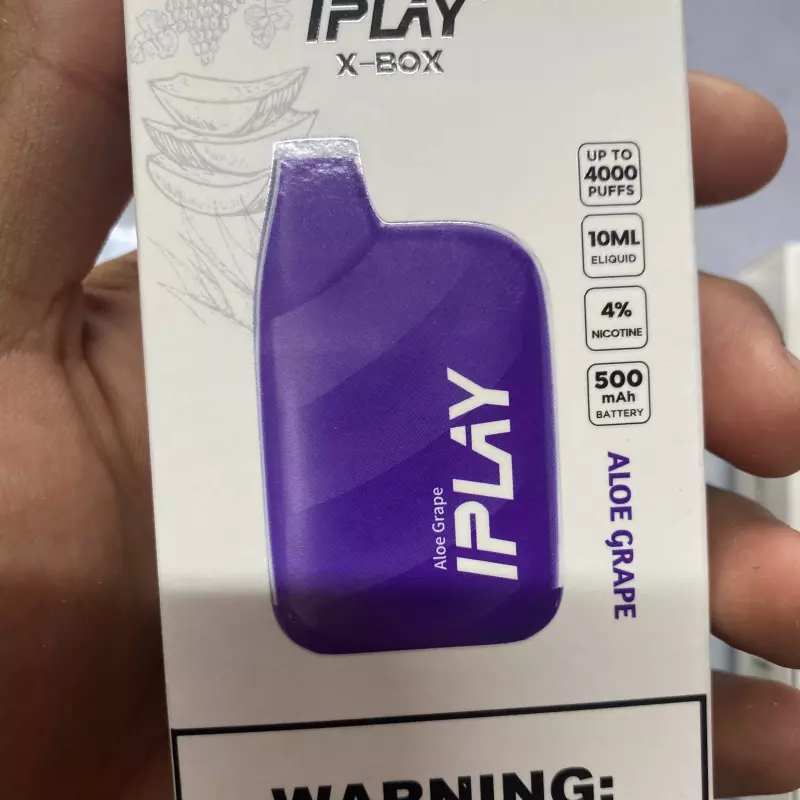 IPLAY
X-BOX
UP TO
4000
PUFFS
10ML
ELIQUID
4%
NICOTINE
500
mAh
BATTERY
Aloe Grape
IPLAY
ALOE GRAPE
WARNING: